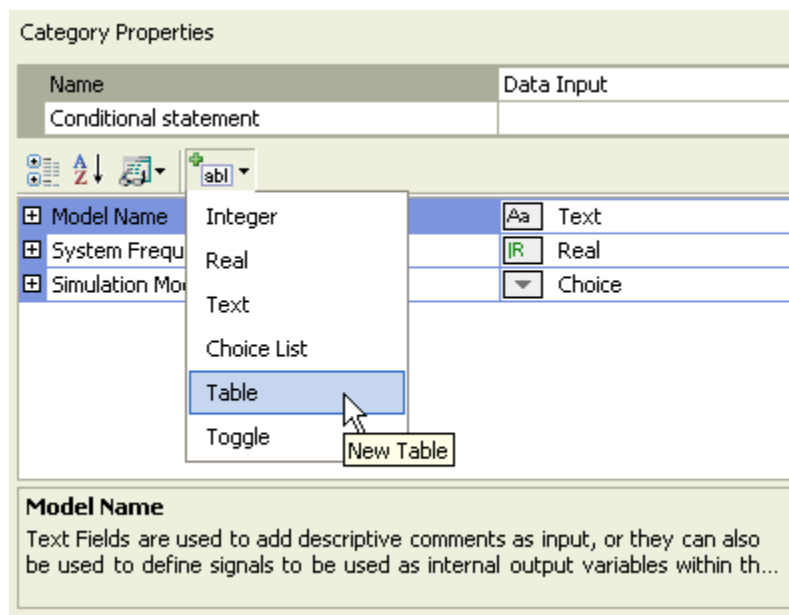 Category Properties
Name Data Input
Conditional statement
A Z abl
Model Name Aa Text
System Frequ Integer Real |R Real
Simulation Mo Choice
Text
Choice List
Table
Toggle
New Table
Model Name
Text Fields are used to add descriptive comments as input, or they can also
be used to define signals to be used as internal output variables within th...